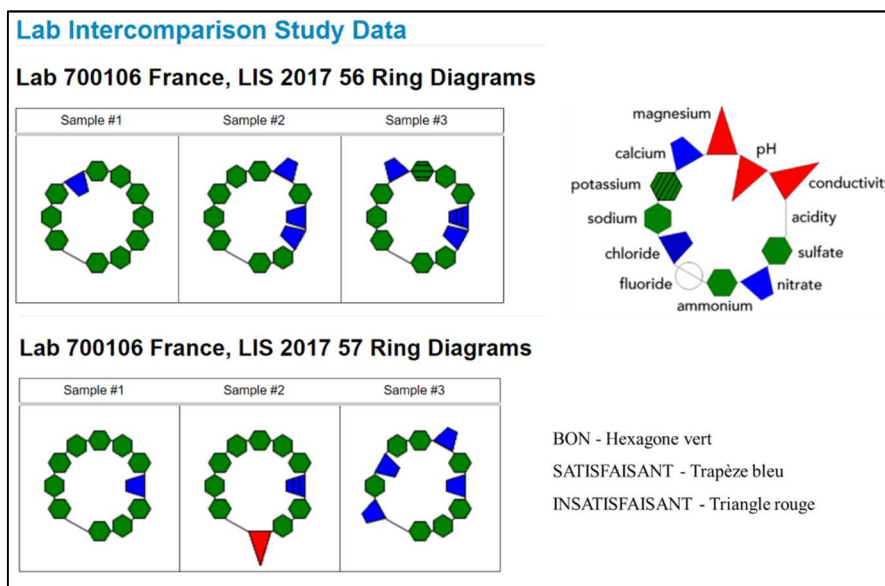 Lab Intercomparison Study Data
Lab 700106 France, LIS 2017 56 Ring Diagrams
Sample #1
Sample #2
Sample #3
magnesium
pH
calcium
potassium
conductivity
sodium
acidity
chloride
sulfate
fluoride
nitrate
ammonium
Lab 700106 France, LIS 2017 57 Ring Diagrams
Sample #1
Sample #2
Sample #3
BON - Hexagone vert
SATISFAISANT - Trapèze bleu
INSATISFAISANT - Triangle rouge